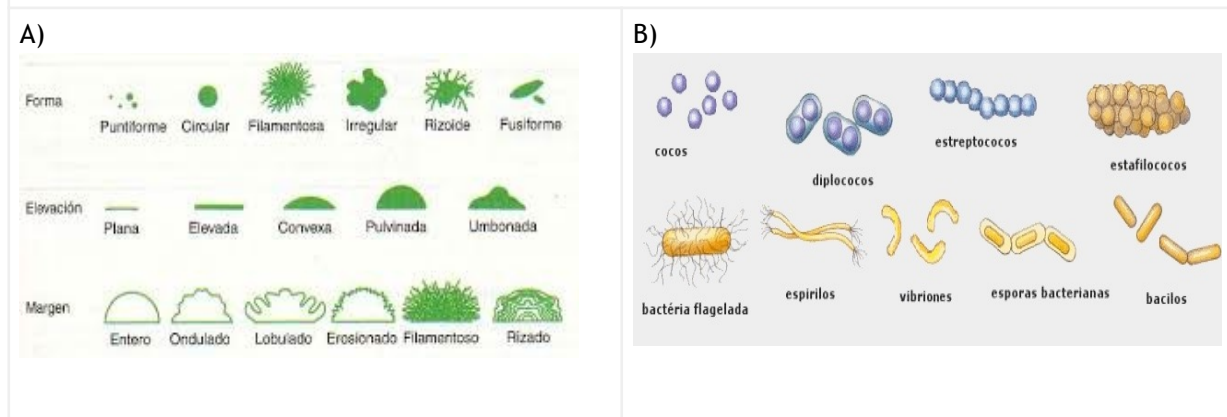 A)
Forma
Puntiforme Circular Filamentosa Irregular Rizoide Fusiforme
Elevación
Plana Elevada Convexa Pulvinada Umbonada
Margen
Entero Ondulado Lobulado Erosionado Filamentoso Rizado
B)
cocos
diplococos
estreptococos
estafilococos
bactéria flagelada
espirilos
vibriones
esporas bacterianas
bacilos